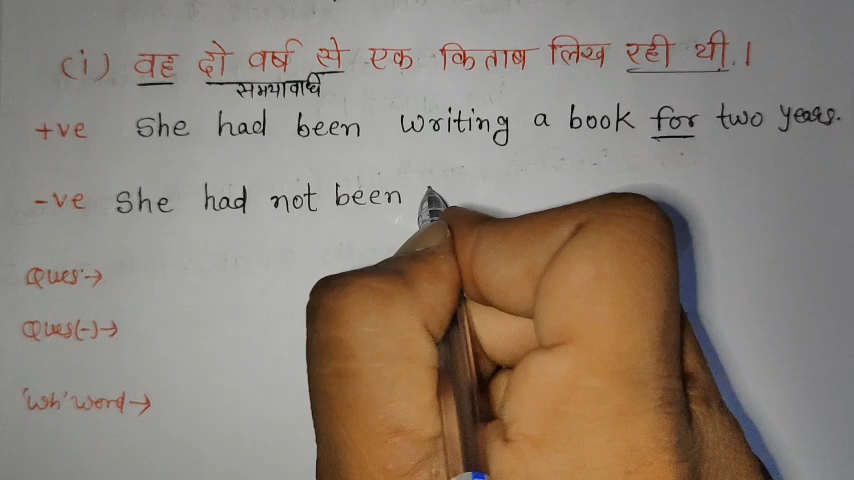 (i) वह दो वर्ष से एक किताब लिख रही थी।
समयावधि
+ve She had been writing a book for two years.
-ve She had not been
Ques→
Ques(-)→
'Wh' word→